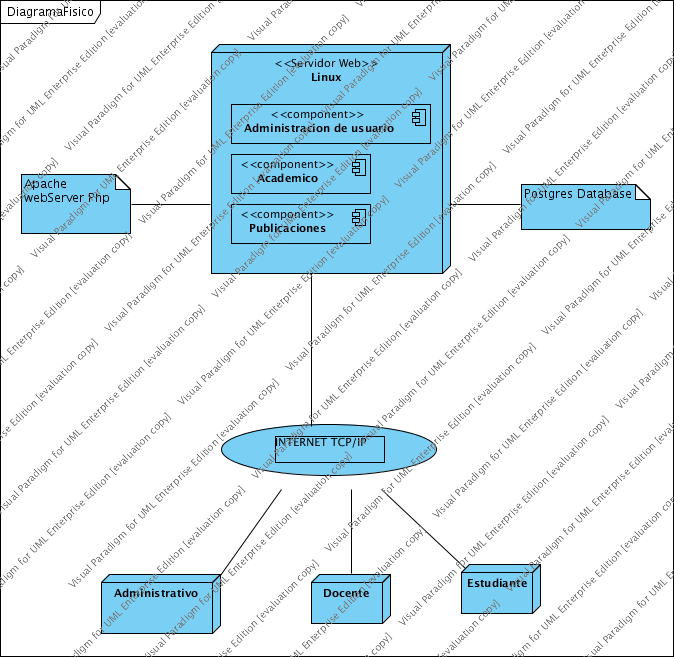 DiagramaFisico
<<Servidor Web>>
Linux
<<component>>
Administracion de usuario
<<component>>
Academico
<<component>>
Publicaciones
Apache
webServer Php
Postgres Database
INTERNET TCP/IP
Administrativo
Docente
Estudiante
Visual Paradigm for UML Enterprise Edition [evaluation copy]